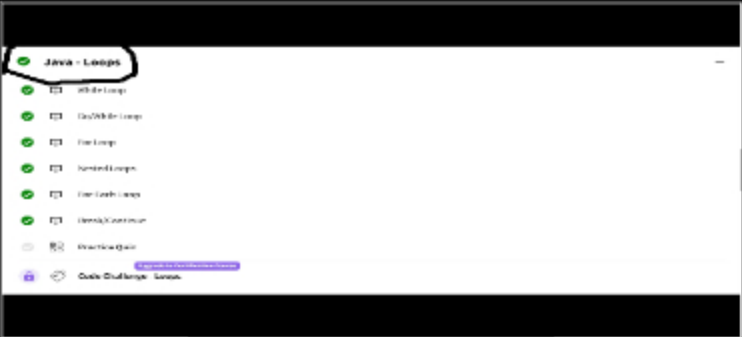 Java - Loops
While Loop
Do/While Loop
For Loop
Nested Loops
For Each Loop
Break/Continue
Practice Quiz
Code Challenge - Loops